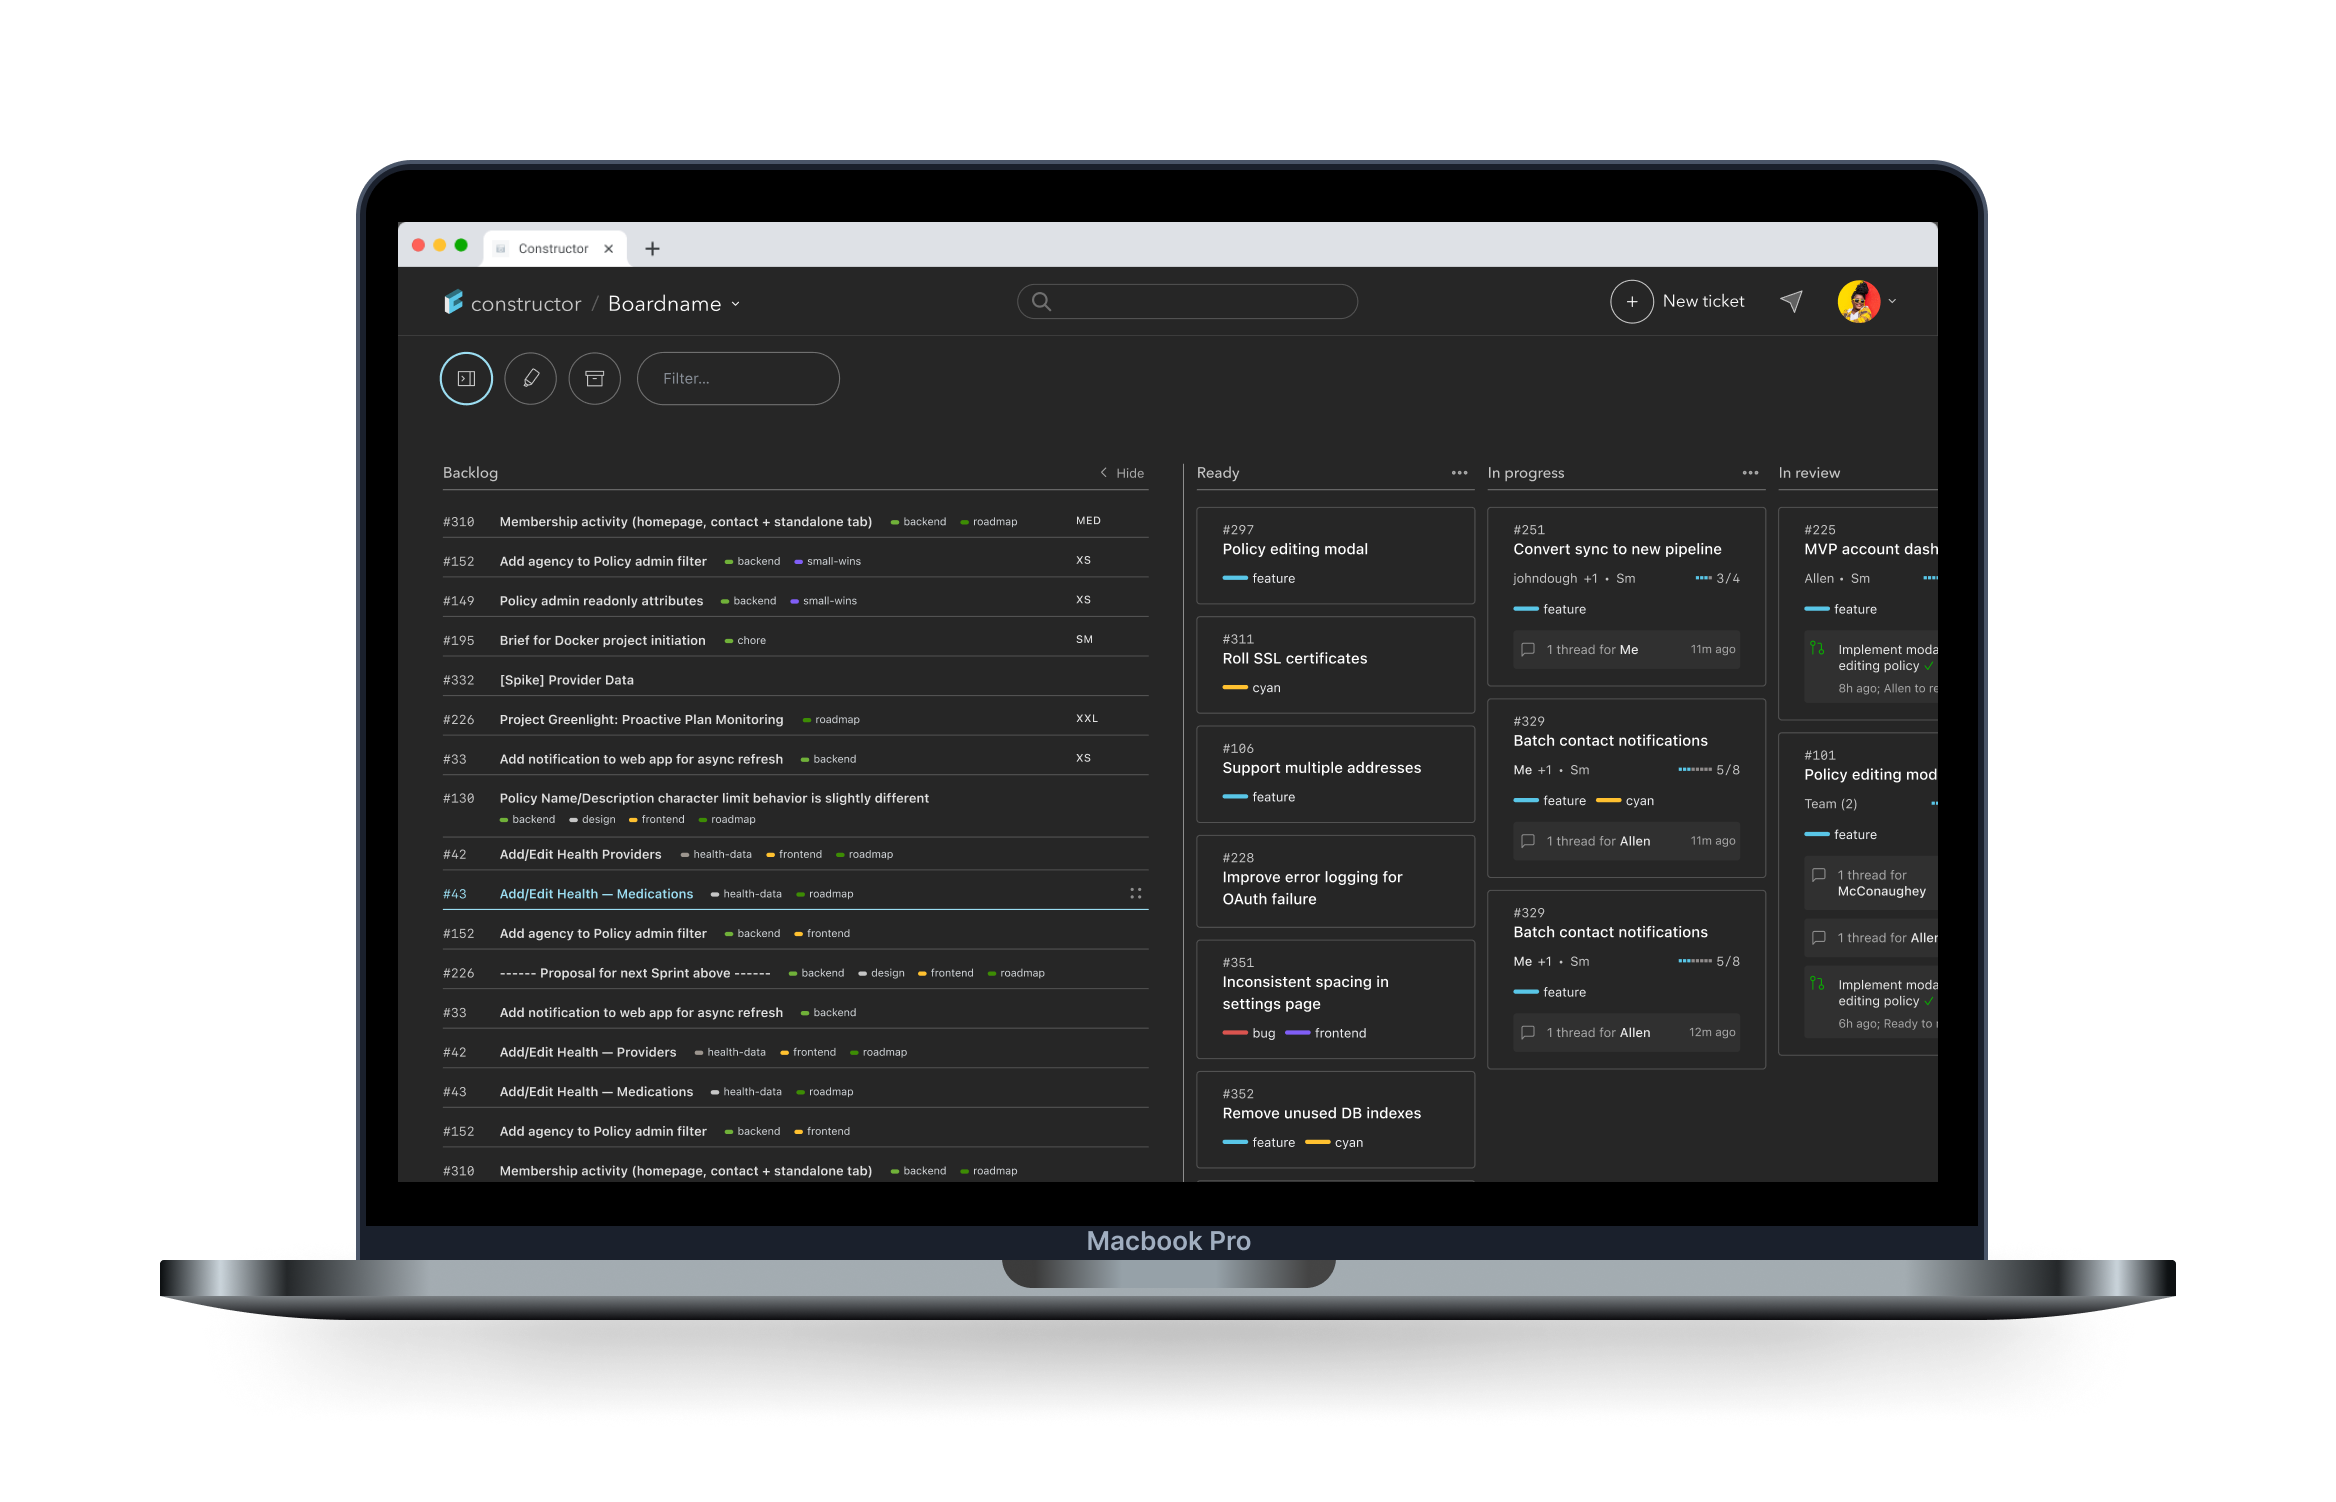 Constructor
constructor / Boardname
New ticket
Filter...
Backlog
Hide
#310 Membership activity (homepage, contact + standalone tab) backend roadmap MED
#152 Add agency to Policy admin filter backend small-wins XS
#149 Policy admin readonly attributes backend small-wins XS
#195 Brief for Docker project initiation chore SM
#332 [Spike] Provider Data
#226 Project Greenlight: Proactive Plan Monitoring roadmap XXL
#33 Add notification to web app for async refresh backend XS
#130 Policy Name/Description character limit behavior is slightly different
backend design frontend roadmap
#42 Add/Edit Health Providers health-data frontend roadmap
#43 Add/Edit Health — Medications health-data roadmap
#152 Add agency to Policy admin filter backend frontend
#226 ------ Proposal for next Sprint above ------ backend design frontend roadmap
#33 Add notification to web app for async refresh backend
#42 Add/Edit Health — Providers health-data frontend roadmap
#43 Add/Edit Health — Medications health-data roadmap
#152 Add agency to Policy admin filter backend frontend
#310 Membership activity (homepage, contact + standalone tab) backend roadmap
Ready
#297
Policy editing modal
feature
#311
Roll SSL certificates
cyan
#106
Support multiple addresses
feature
#228
Improve error logging for
OAuth failure
#351
Inconsistent spacing in
settings page
bug frontend
#352
Remove unused DB indexes
feature cyan
In progress
#251
Convert sync to new pipeline
johndough +1 • Sm 3/4
feature
1 thread for Me 11m ago
#329
Batch contact notifications
Me +1 • Sm 5/8
feature cyan
1 thread for Allen 11m ago
#329
Batch contact notifications
Me +1 • Sm 5/8
feature
1 thread for Allen 12m ago
In review
#225
MVP account dash
Allen • Sm
feature
Implement moda
editing policy ✓
8h ago; Allen to re
#101
Policy editing mod
Team (2)
feature
1 thread for
McConaughey
1 thread for Aller
Implement moda
editing policy ✓
6h ago; Ready to
Macbook Pro